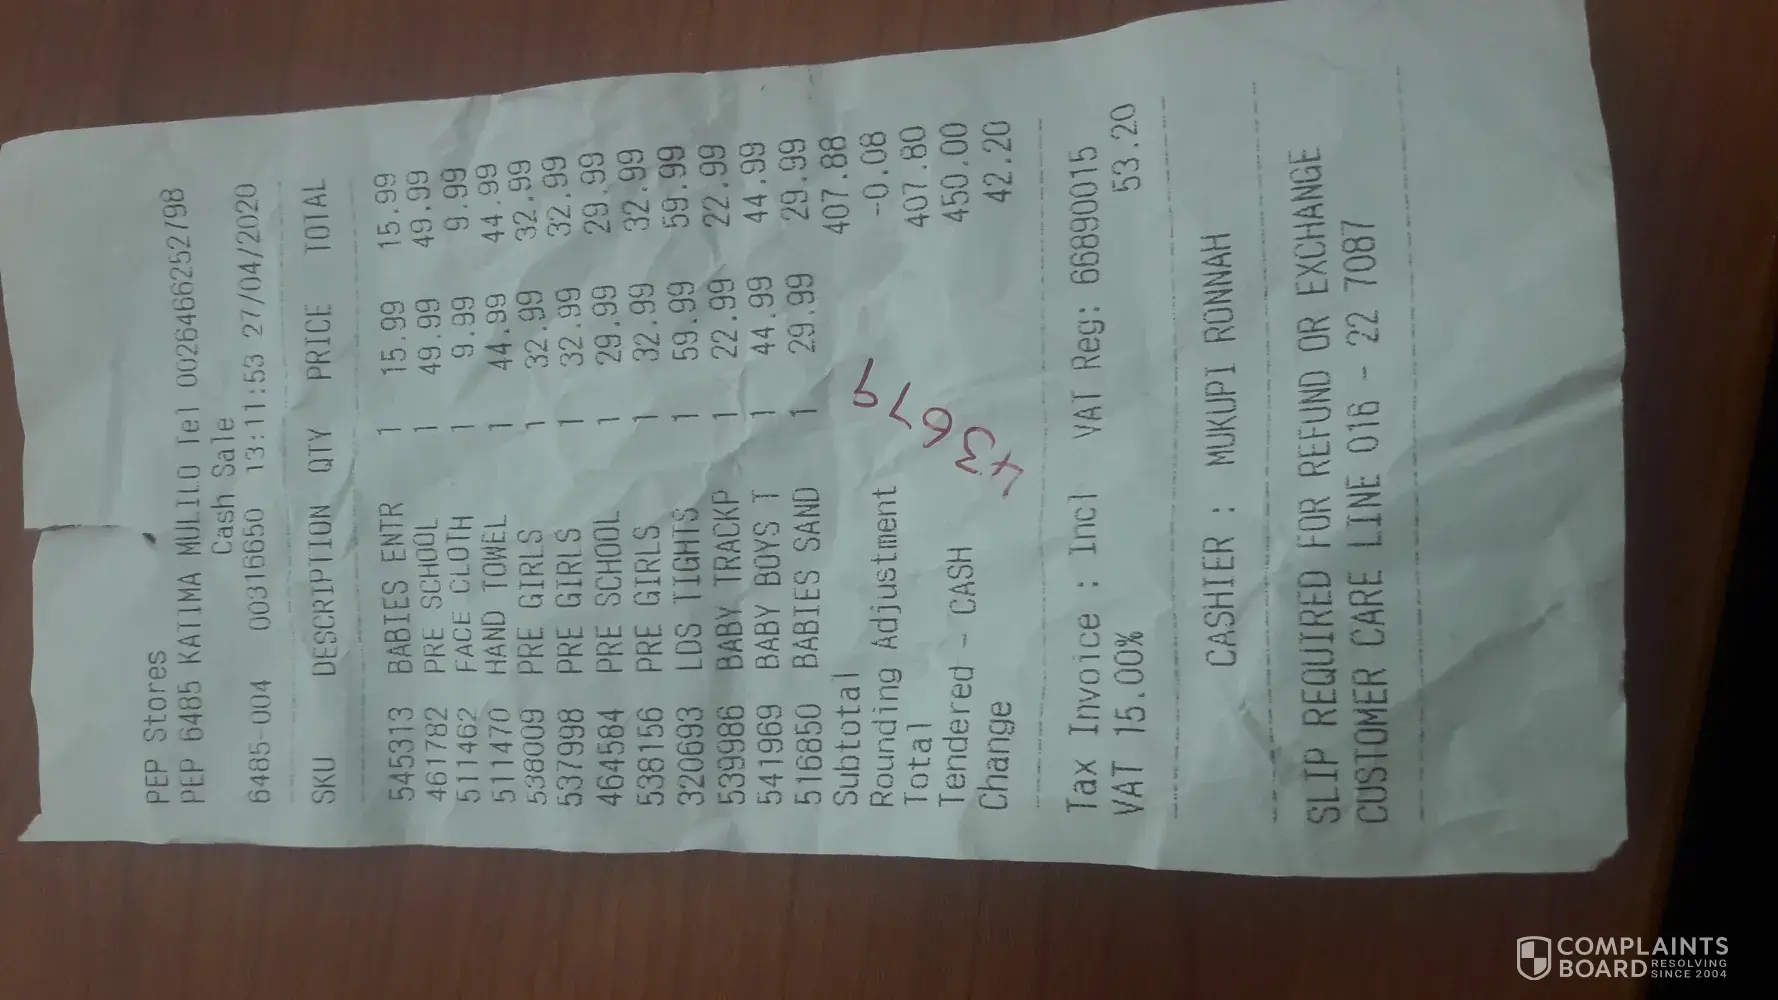 PEP Stores
PEP 6485 KATIMA MULILO Tel 0026466252798
Cash Sale
6485-004 00316650 13:11:53 27/04/2020
SKU DESCRIPTION QTY PRICE TOTAL
545313 BABIES ENTR 1 15.99 15.99
461782 PRE SCHOOL 1 49.99 49.99
511462 FACE CLOTH 1 9.99 9.99
511470 HAND TOWEL 1 44.99 44.99
538009 PRE GIRLS 1 32.99 32.99
537998 PRE GIRLS 1 32.99 32.99
464584 PRE SCHOOL 1 29.99 29.99
538156 PRE GIRLS 1 32.99 32.99
320693 LDS TIGHTS 1 59.99 59.99
539986 BABY TRACKP 1 22.99 22.99
541969 BABY BOYS T 1 44.99 44.99
516850 BABIES SAND 1 29.99 29.99
Subtotal 407.88
Rounding Adjustment -0.08
Total 407.80
Tendered - CASH 450.00
Change 42.20
Tax Invoice : Incl VAT Reg: 66890015
VAT 15.00% 53.20
CASHIER : MUKUPI RONNAH
SLIP REQUIRED FOR REFUND OR EXCHANGE
CUSTOMER CARE LINE 016 - 22 7087
COMPLAINTS
BOARD RESOLVING
SINCE 2004